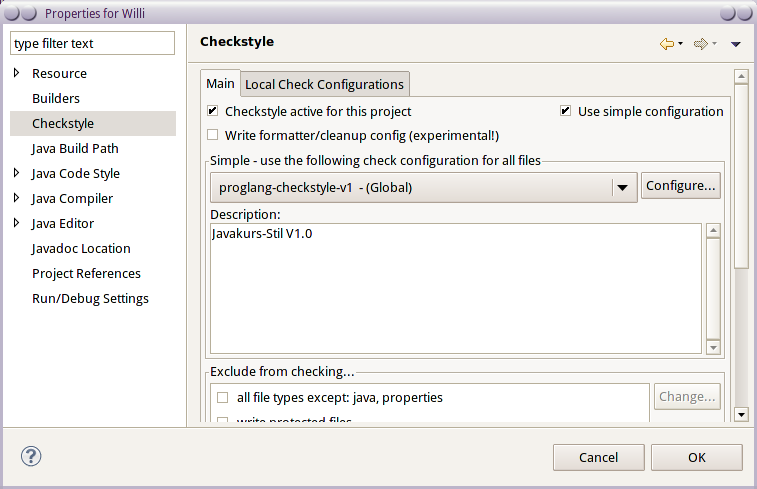 Properties for Willi
type filter text
Resource
Builders
Checkstyle
Java Build Path
Java Code Style
Java Compiler
Java Editor
Javadoc Location
Project References
Run/Debug Settings
Checkstyle
Main
Local Check Configurations
Checkstyle active for this project
Use simple configuration
Write formatter/cleanup config (experimental!)
Simple - use the following check configuration for all files
proglang-checkstyle-v1 - (Global)
Configure...
Description:
Javakurs-Stil V1.0
Exclude from checking...
all file types except: java, properties
Change...
write protected files
?
Cancel
OK